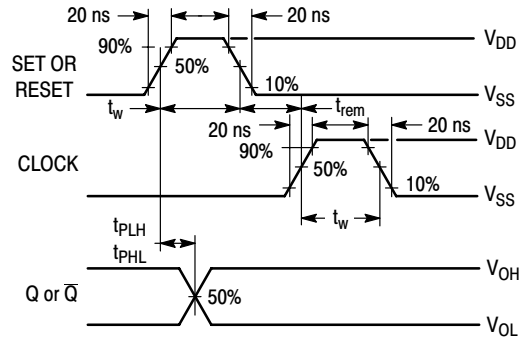 20 ns
20 ns
90%
50%
10%
SET OR
RESET
V_DD
V_SS
t_w
t_rem
20 ns
20 ns
90%
50%
10%
CLOCK
V_DD
V_SS
t_w
t_PLH
t_PHL
Q or Q̅
50%
V_OH
V_OL